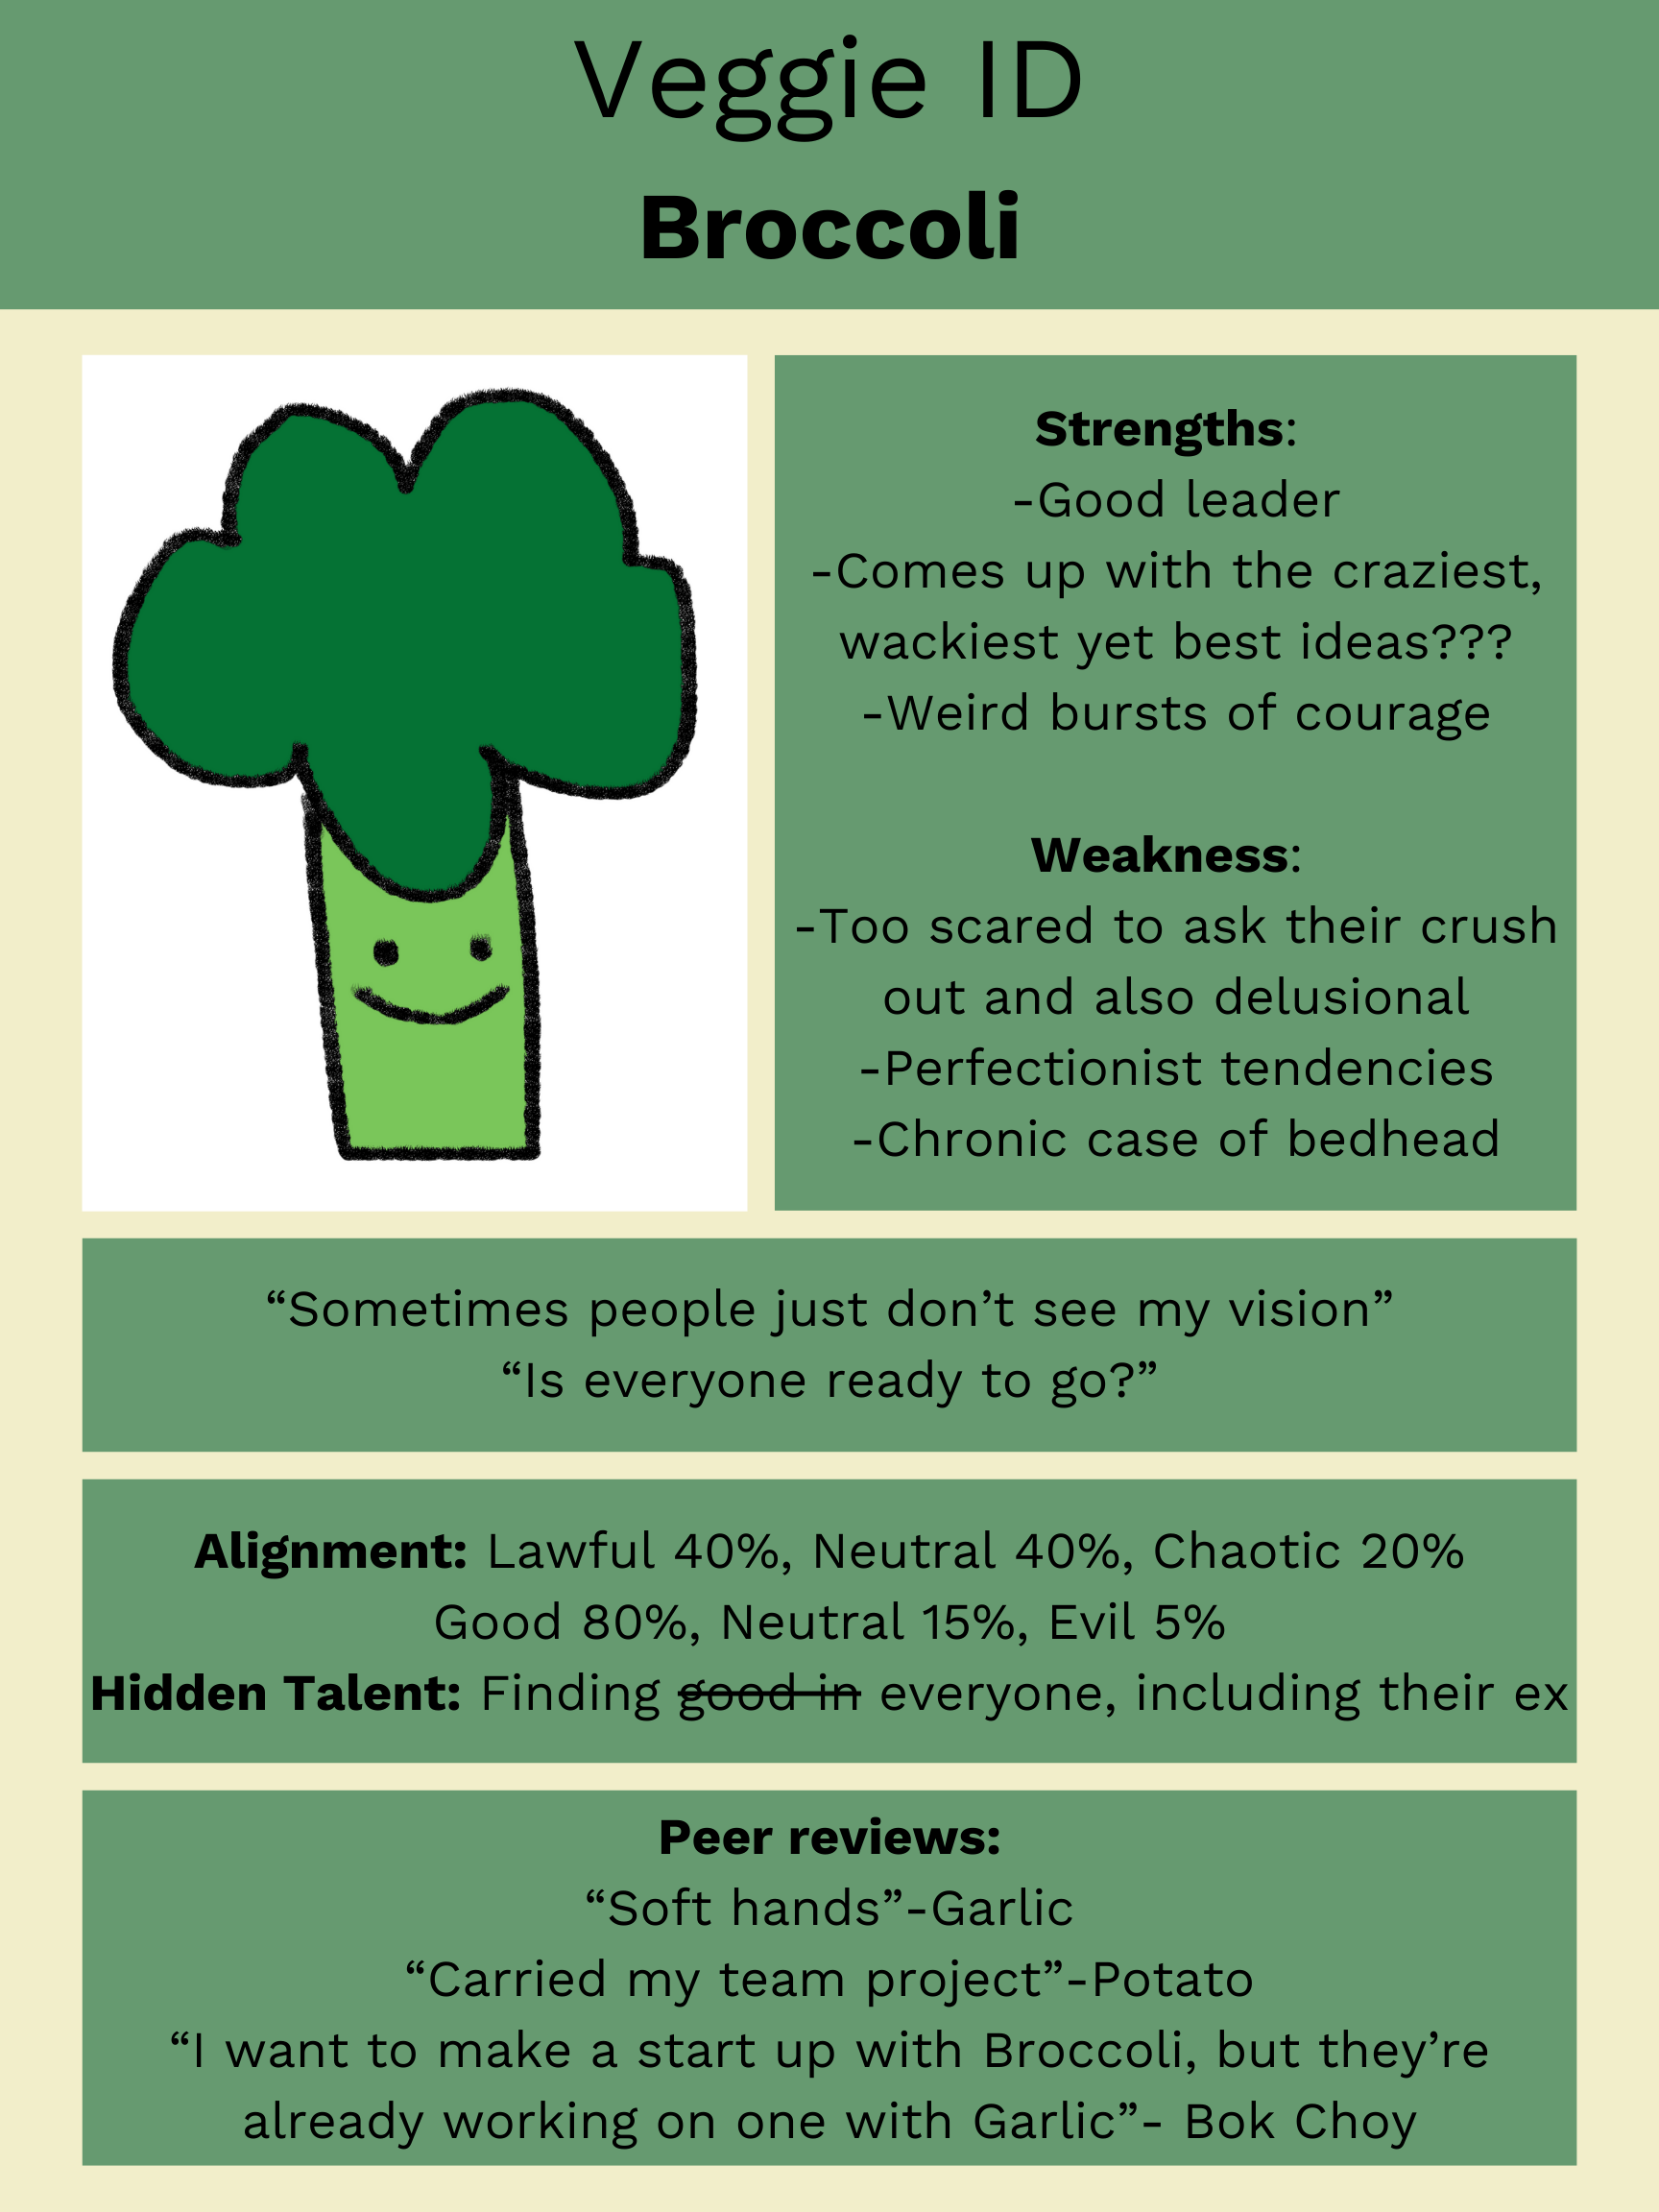 Veggie ID
Broccoli
Strengths:
-Good leader
-Comes up with the craziest,
wackiest yet best ideas???
-Weird bursts of courage
Weakness:
-Too scared to ask their crush
out and also delusional
-Perfectionist tendencies
-Chronic case of bedhead
“Sometimes people just don’t see my vision”
“Is everyone ready to go?”
Alignment: Lawful 40%, Neutral 40%, Chaotic 20%
Good 80%, Neutral 15%, Evil 5%
Hidden Talent: Finding good in everyone, including their ex
Peer reviews:
“Soft hands”-Garlic
“Carried my team project”-Potato
“I want to make a start up with Broccoli, but they’re
already working on one with Garlic”- Bok Choy